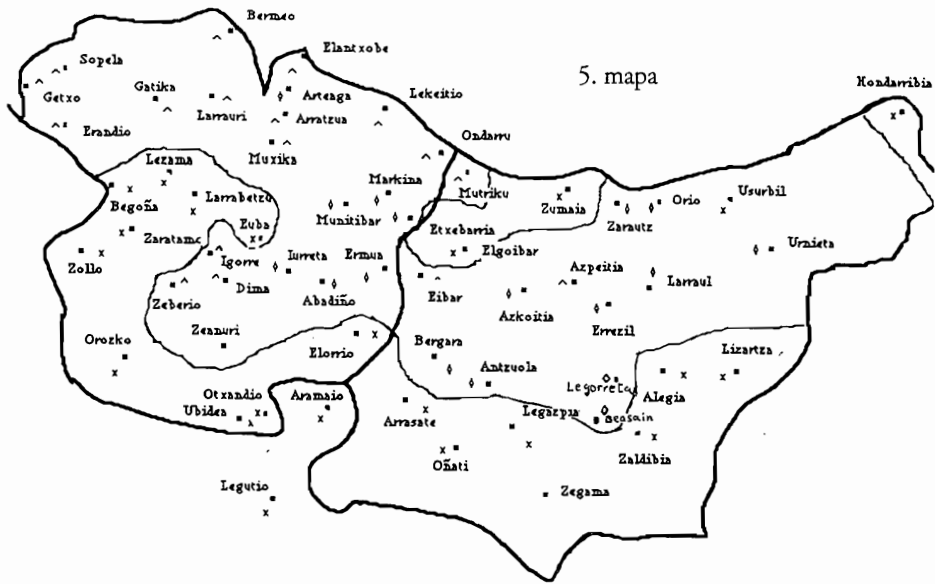 Bermeo
Elantxobe
5. mapa
Sopela
Hondarribia
Getxo
Gatika
Larrauri
Arteaga
Lekeitio
Arratzua
Erandio
Muxika
Ondarru
Lezama
Markina
Mutriku
Larrabetzu
Zumaia
Orio
Usurbil
Begoña
Munitibar
Zarautz
Euba
Etxebarria
Zaratamo
Elgoibar
Urnieta
Zollo
Igorre
Iurreta
Ermua
Azpeitia
Dima
Abadiño
Eibar
Larraul
Zeberio
Azkoitia
Errezil
Zeanuri
Orozko
Elorrio
Bergara
Lizartza
Antzuola
Legorreta
Otxandio
Aramaio
Alegia
Ubidea
Arrasate
Legazpia
Beasain
Zaldibia
Oñati
Legutio
Zegama